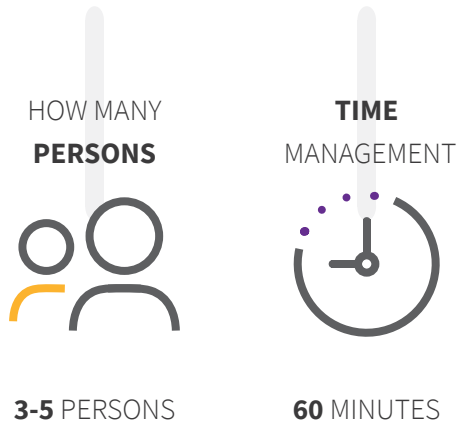 HOW MANY
PERSONS
3-5 PERSONS
TIME
MANAGEMENT
60 MINUTES